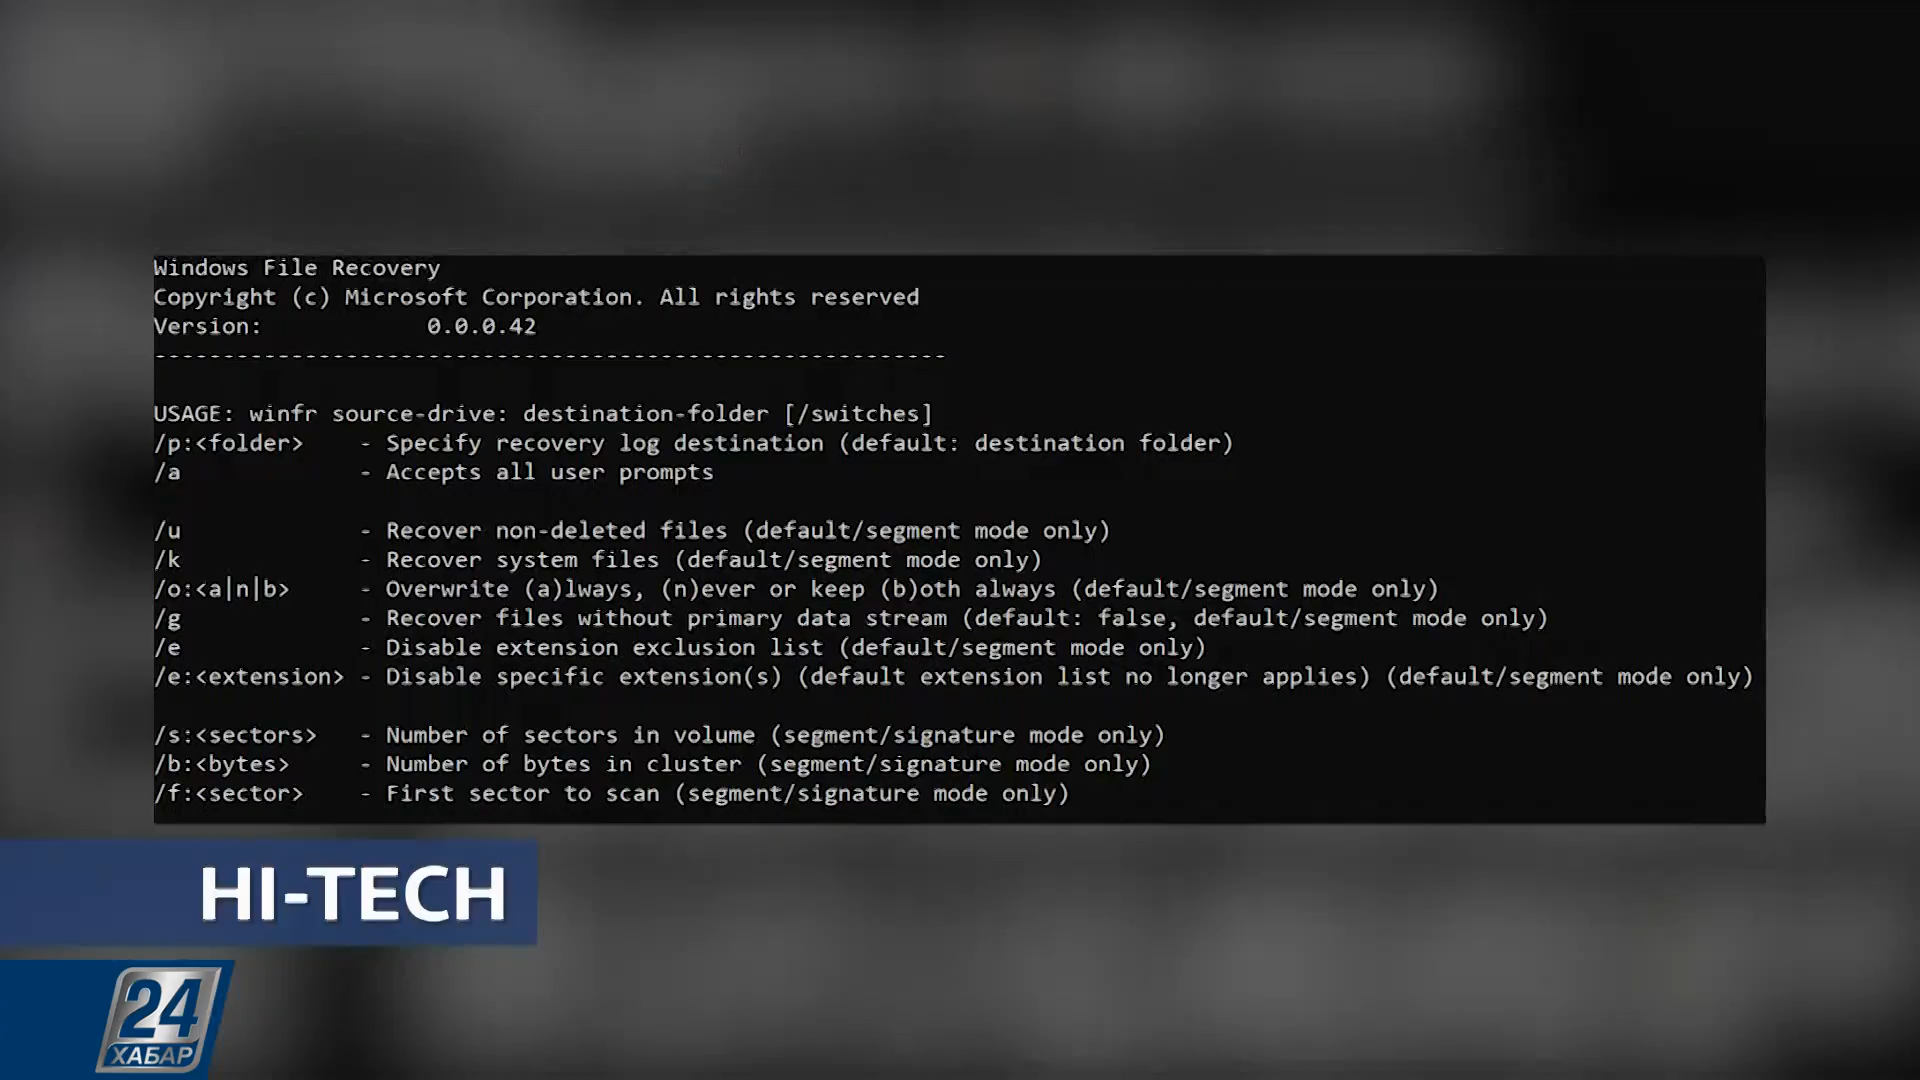 Windows File Recovery
Copyright (c) Microsoft Corporation. All rights reserved
Version: 0.0.0.42
----------------------------------------------------------
USAGE: winfr source-drive: destination-folder [/switches]
/p:<folder> - Specify recovery log destination (default: destination folder)
/a - Accepts all user prompts
/u - Recover non-deleted files (default/segment mode only)
/k - Recover system files (default/segment mode only)
/o:<a|n|b> - Overwrite (a)lways, (n)ever or keep (b)oth always (default/segment mode only)
/g - Recover files without primary data stream (default: false, default/segment mode only)
/e - Disable extension exclusion list (default/segment mode only)
/e:<extension> - Disable specific extension(s) (default extension list no longer applies) (default/segment mode only)
/s:<sectors> - Number of sectors in volume (segment/signature mode only)
/b:<bytes> - Number of bytes in cluster (segment/signature mode only)
/f:<sector> - First sector to scan (segment/signature mode only)
HI-TECH
24
ХАБАР